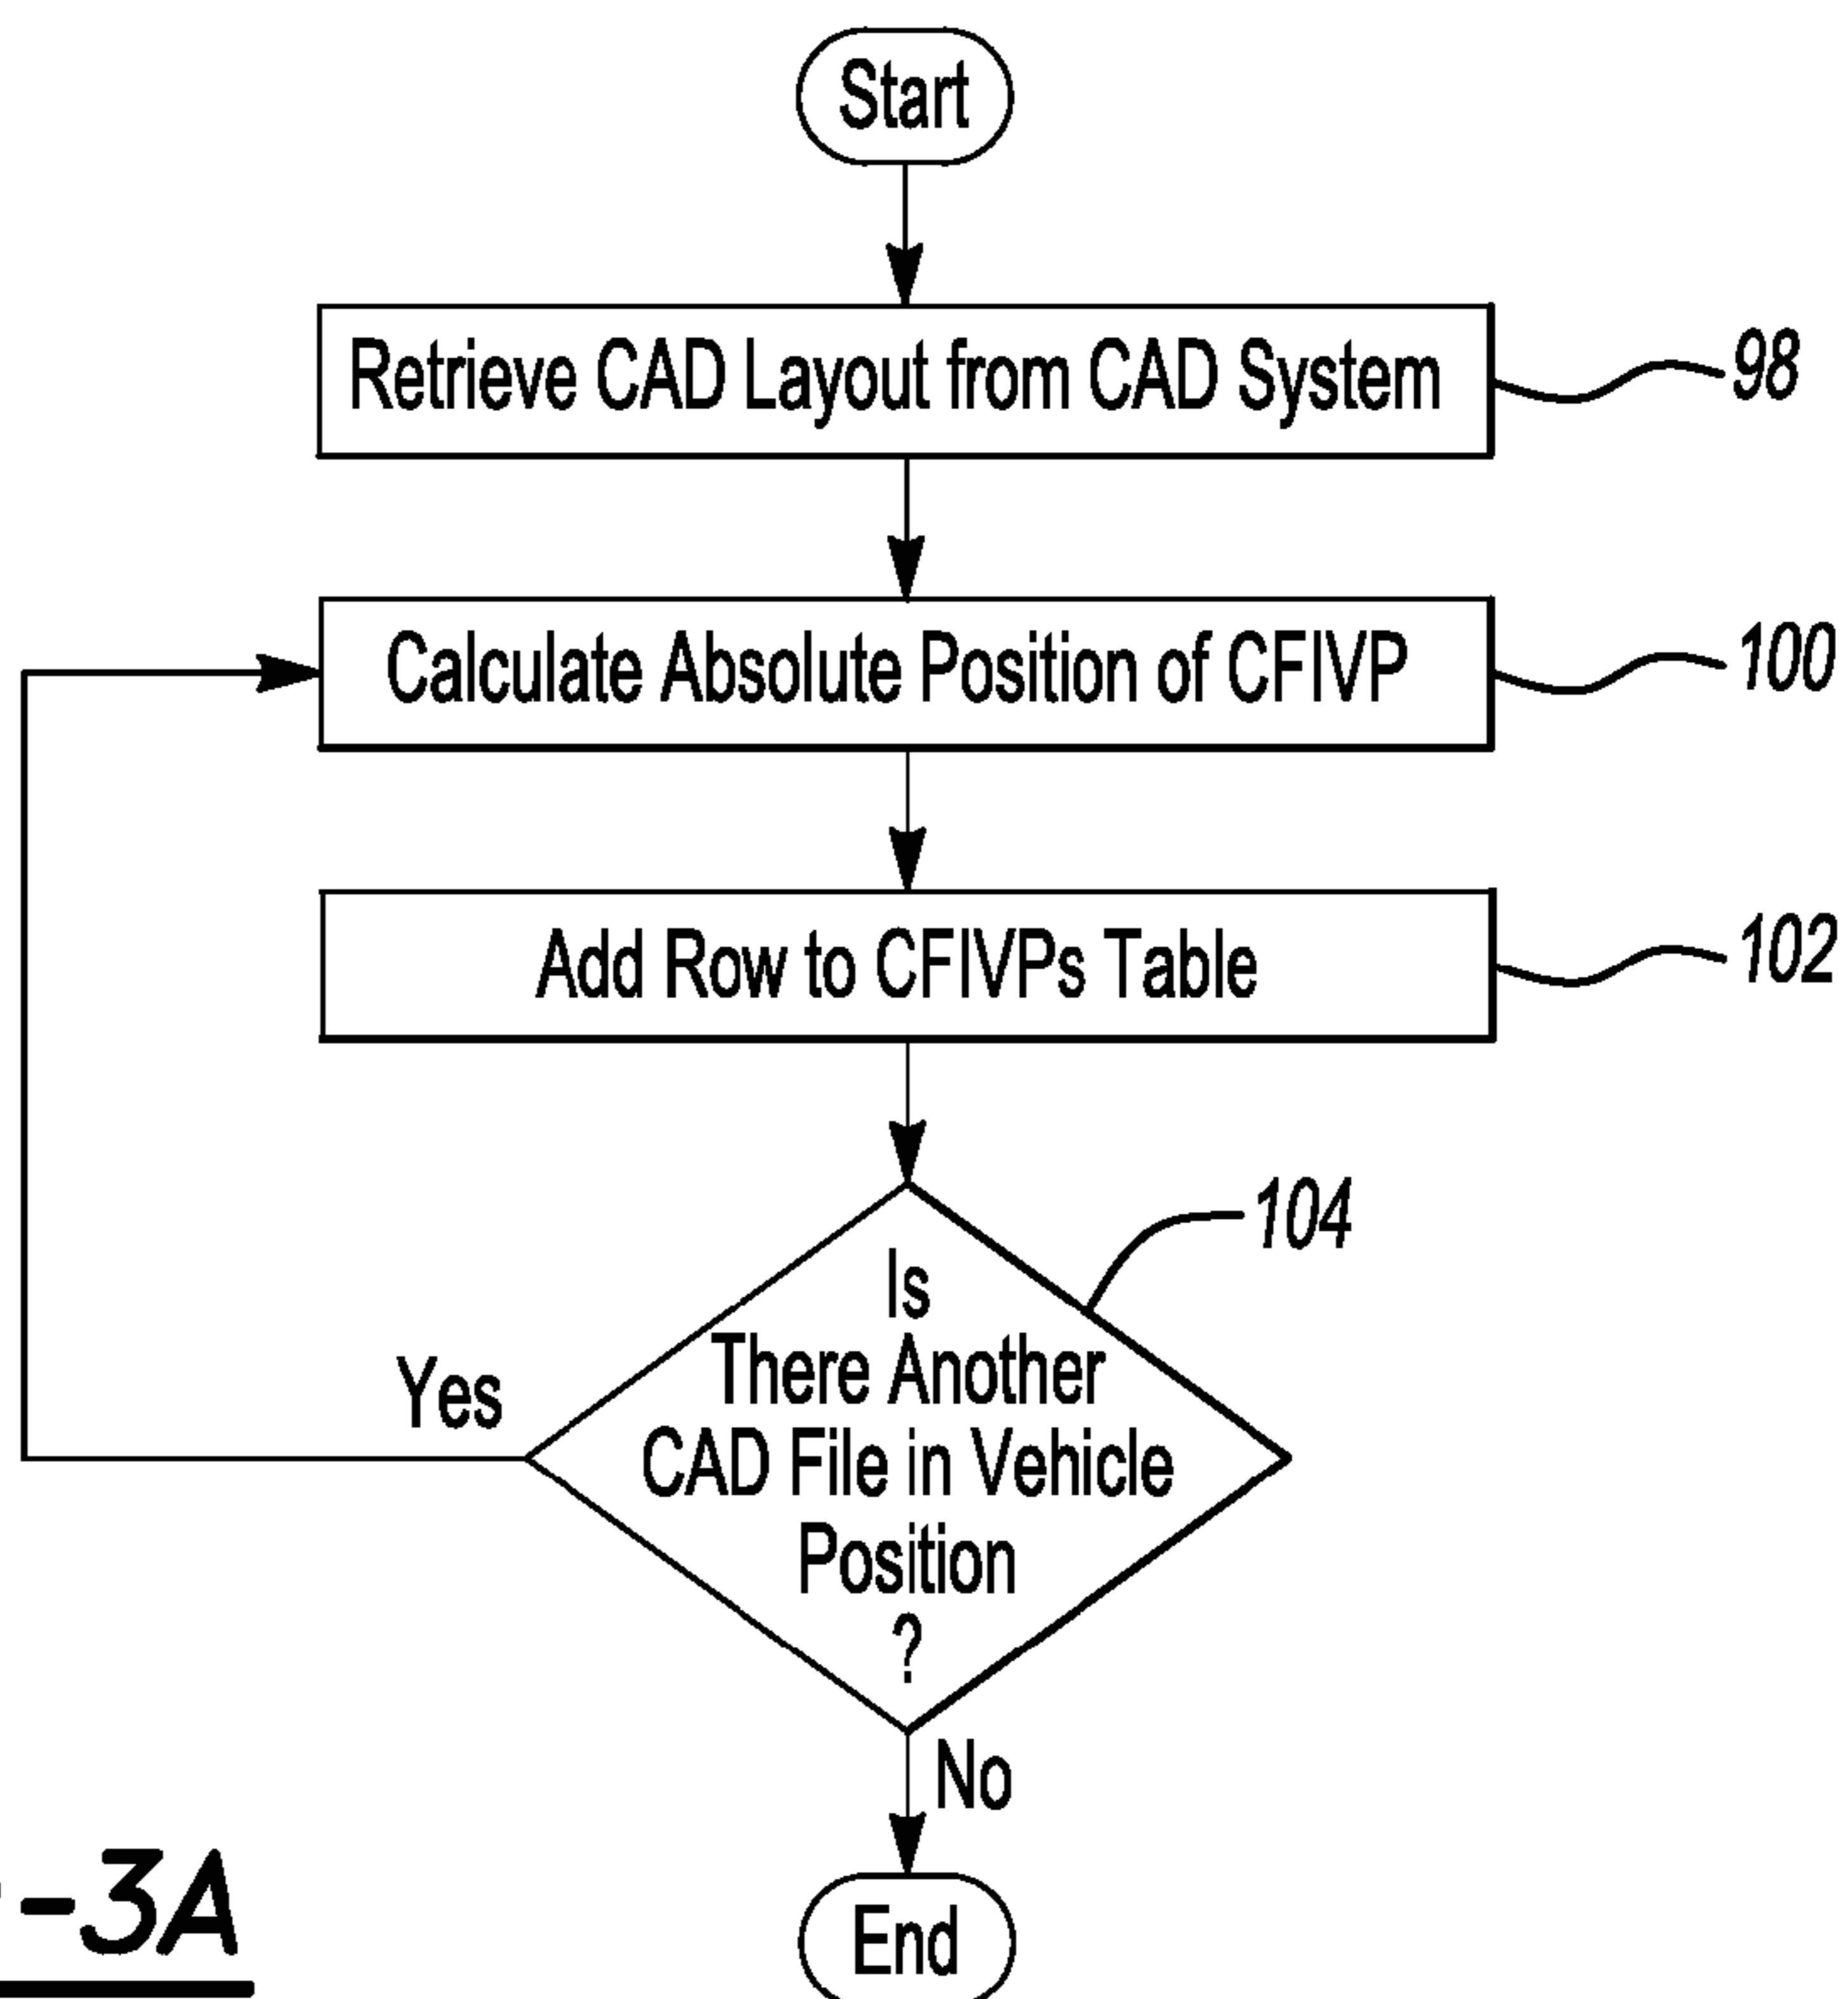 Start
Retrieve CAD Layout from CAD System
98
Calculate Absolute Position of CFIVP
100
Add Row to CFIVPs Table
102
104
Is
There Another
CAD File in Vehicle
Position
?
Yes
No
End
-3A